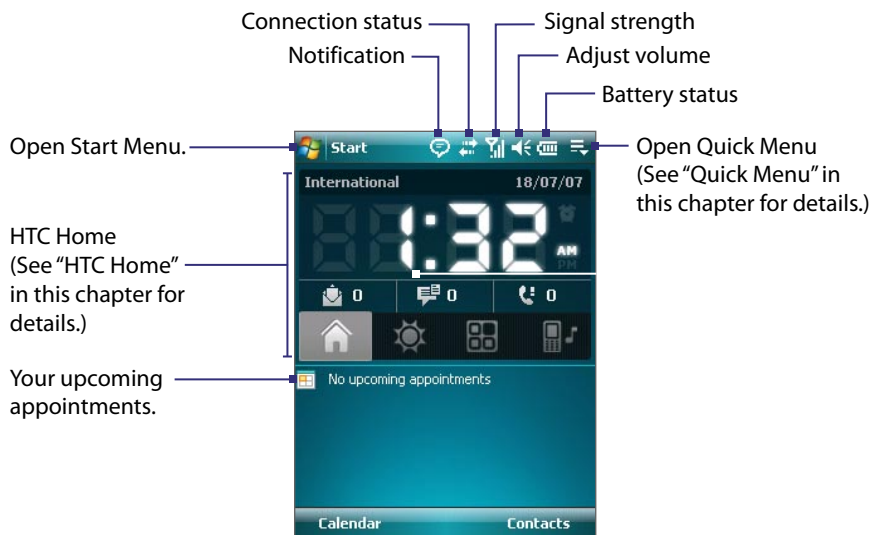 Connection status
Signal strength
Notification
Adjust volume
Battery status
Open Start Menu.
Start
Open Quick Menu
(See “Quick Menu” in
this chapter for details.)
International
18/07/07
1:32
AM
PM
HTC Home
(See “HTC Home”
in this chapter for
details.)
0
0
0
Your upcoming
appointments.
No upcoming appointments
Calendar
Contacts